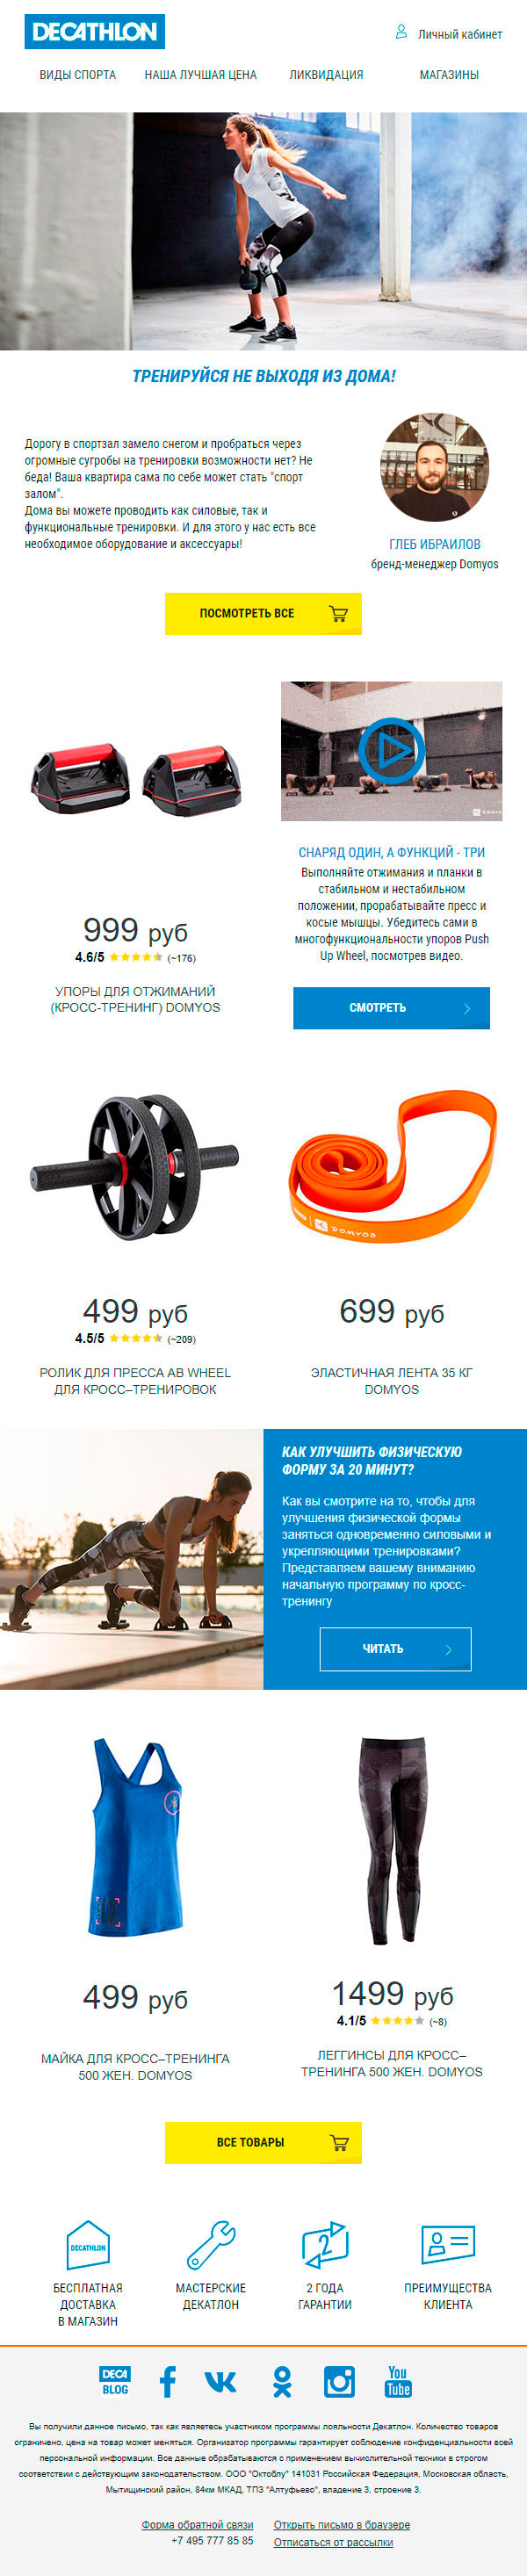 DECATHLON
Личный кабинет
ВИДЫ СПОРТА НАША ЛУЧШАЯ ЦЕНА ЛИКВИДАЦИЯ МАГАЗИНЫ
ТРЕНИРУЙСЯ НЕ ВЫХОДЯ ИЗ ДОМА!
Дорогу в спортзал замело снегом и пробраться через
огромные сугробы на тренировки возможности нет? Не
беда! Ваша квартира сама по себе может стать "спорт
залом".
Дома вы можете проводить как силовые, так и
функциональные тренировки. И для этого у нас есть все
необходимое оборудование и аксессуары!
ГЛЕБ ИБРАИЛОВ
бренд-менеджер Domyos
ПОСМОТРЕТЬ ВСЕ
999 руб
4.6/5 (~176)
УПОРЫ ДЛЯ ОТЖИМАНИЙ
(КРОСС-ТРЕНИНГ) DOMYOS
СНАРЯД ОДИН, А ФУНКЦИЙ - ТРИ
Выполняйте отжимания и планки в
стабильном и нестабильном
положении, прорабатывайте пресс и
косые мышцы. Убедитесь сами в
многофункциональности упоров Push
Up Wheel, посмотрев видео.
СМОТРЕТЬ
DOMYOS
499 руб
4.5/5 (~209)
РОЛИК ДЛЯ ПРЕССА AB WHEEL
ДЛЯ КРОСС–ТРЕНИРОВОК
699 руб
ЭЛАСТИЧНАЯ ЛЕНТА 35 КГ
DOMYOS
КАК УЛУЧШИТЬ ФИЗИЧЕСКУЮ
ФОРМУ ЗА 20 МИНУТ?
Как вы смотрите на то, чтобы для
улучшения физической формы
заняться одновременно силовыми и
укрепляющими тренировками?
Представляем вашему вниманию
начальную программу по кросс-
тренингу
ЧИТАТЬ
499 руб
МАЙКА ДЛЯ КРОСС–ТРЕНИНГА
500 ЖЕН. DOMYOS
1499 руб
4.1/5 (~8)
ЛЕГГИНСЫ ДЛЯ КРОСС–
ТРЕНИНГА 500 ЖЕН. DOMYOS
ВСЕ ТОВАРЫ
DECATHLON
БЕСПЛАТНАЯ
ДОСТАВКА
В МАГАЗИН
МАСТЕРСКИЕ
ДЕКАТЛОН
2
2 ГОДА
ГАРАНТИИ
ПРЕИМУЩЕСТВА
КЛИЕНТА
DECA
BLOG
You
Tube
Вы получили данное письмо, так как являетесь участником программы лояльности Декатлон. Количество товаров
ограничено, цена на товар может меняться. Организатор программы гарантирует соблюдение конфиденциальности всей
персональной информации. Все данные обрабатываются с применением вычислительной техники в строгом
соответствии с действующим законодательством. ООО "Октоблу" 141031 Российская Федерация, Московская область,
Мытищинский район, 84км МКАД, ТПЗ "Алтуфьево", владение 3, строение 3.
Форма обратной связи
+7 495 777 85 85
Открыть письмо в браузере
Отписаться от рассылки